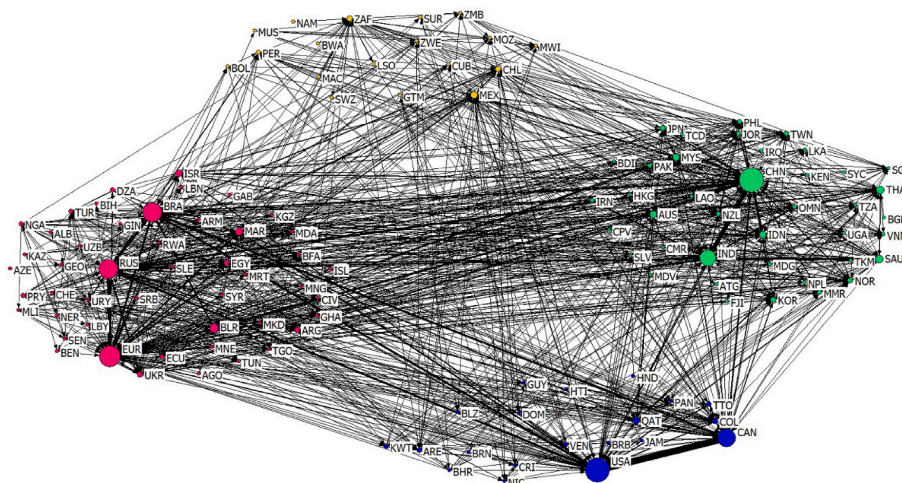 NAM
ZAF
SUR
ZMB
MUS
BWA
ZWE
MOZ
MWI
PER
LSO
CUB
CHL
BOL
MAC
SWZ
GTM
MEX
ISR
LBN
GAB
DZA
BIH
BRA
TUR
NGA
GIN
ARM
KGZ
ALB
MAR
MDA
UZB
RWA
KAZ
EGY
BFA
AZE
GEO
RUS
SLE
MRT
ISL
MNG
PRY
CHE
URY
SRB
SYR
CIV
MLI
NER
LBY
GHA
BLR
MKD
ARG
SEN
BEN
EUR
ECU
MNE
TGO
TUN
UKR
AGO
PHL
JPN
TCD
JOR
TWN
BDI
PAK
MYS
IRQ
LKA
CHN
KEN
SYC
THA
IRN
HKG
LAO
OMN
TZA
AUS
NZL
CPV
IDN
UGA
VNM
SLV
CMR
IND
MDV
MDG
TKM
SAU
ATG
NPL
NOR
FJI
KOR
MMR
HND
GUY
HTI
PAN
TTO
BLZ
DOM
QAT
COL
CAN
KWT
ARE
BRN
VEN
BRB
JAM
BHR
CRI
USA
NIC